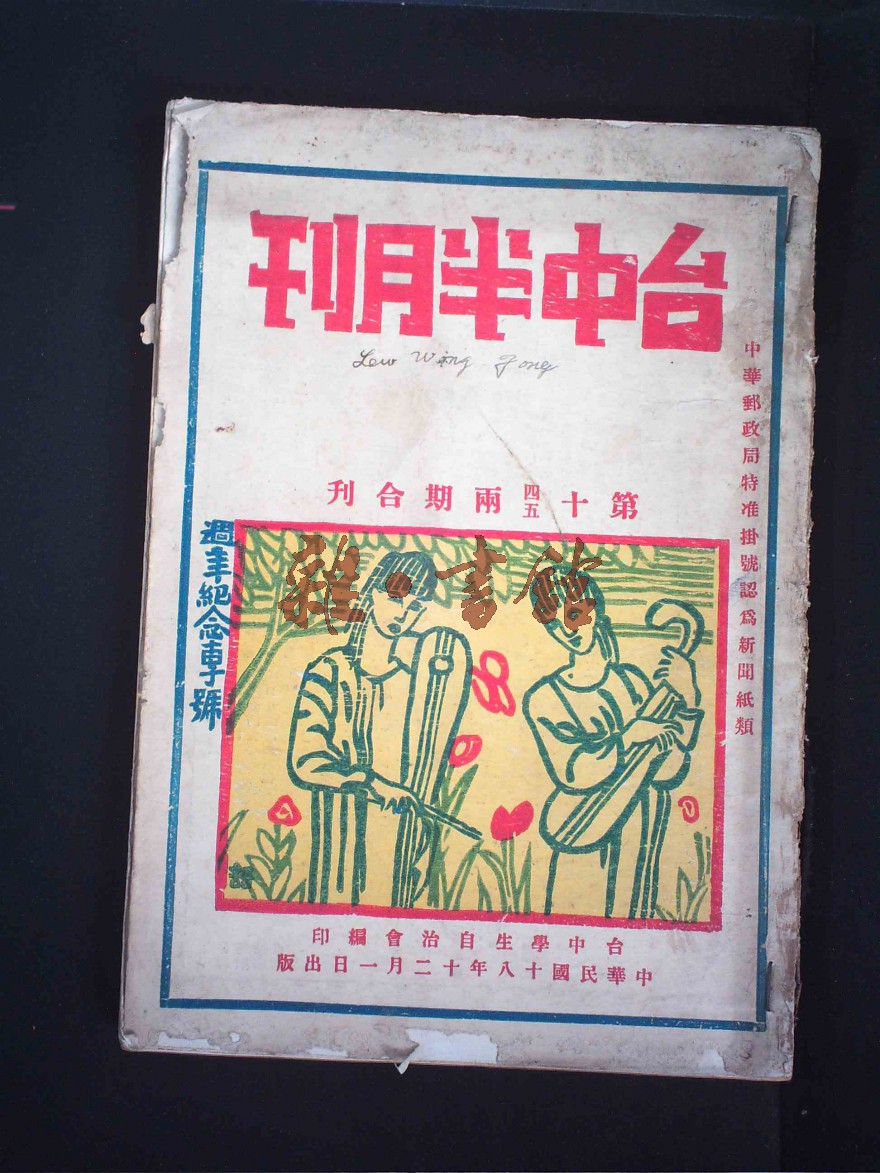 台中半月刊
Lew Wing Fong
第十四五兩期合刊
中華郵政局特准掛號認爲新聞紙類
週年紀念專號
雜·書館
台中學生自治會編印
中華民國十八年十二月一日出版